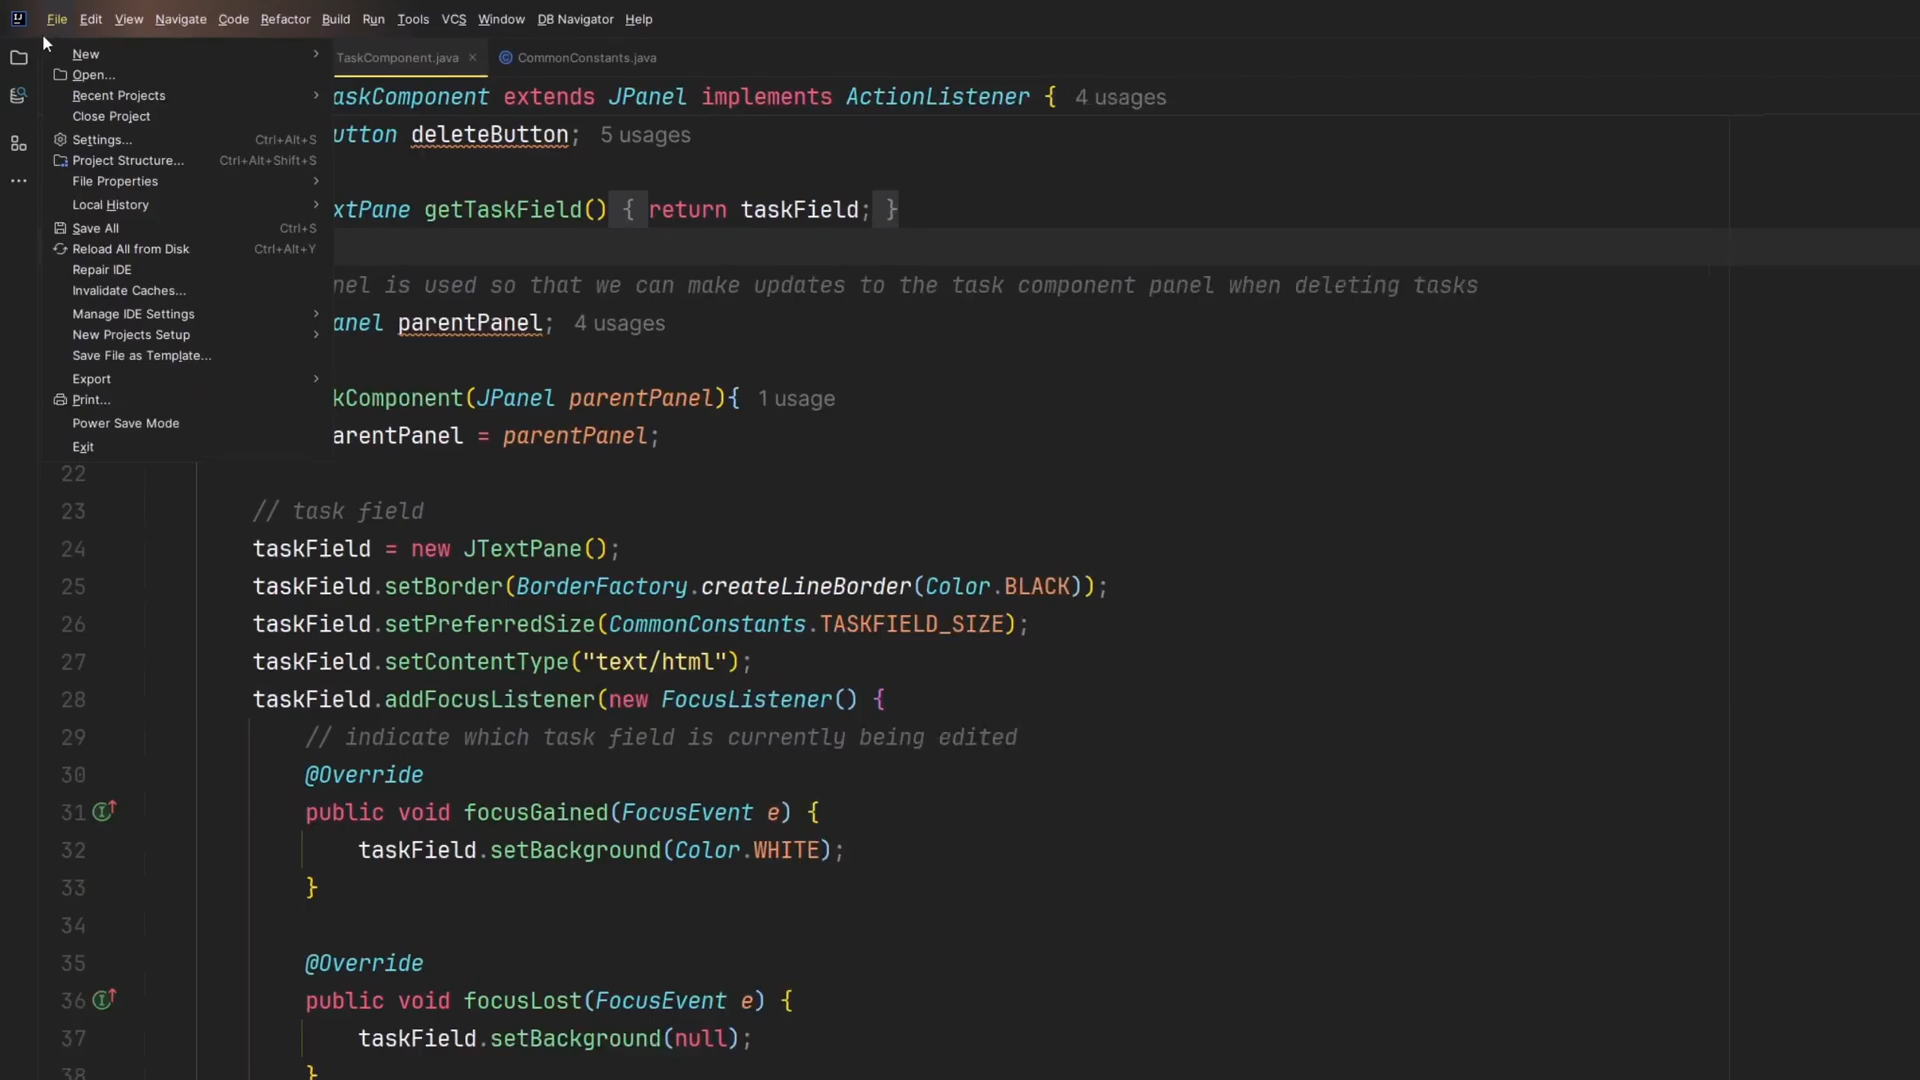 File Edit View Navigate Code Refactor Build Run Tools VCS Window DB Navigator Help
New
Open...
Recent Projects
Close Project
Settings... Ctrl+Alt+S
Project Structure... Ctrl+Alt+Shift+S
File Properties
Local History
Save All Ctrl+S
Reload All from Disk Ctrl+Alt+Y
Repair IDE
Invalidate Caches...
Manage IDE Settings
New Projects Setup
Save File as Template...
Export
Print...
Power Save Mode
Exit
TaskComponent.java CommonConstants.java
askComponent extends JPanel implements ActionListener { 4 usages
utton deleteButton; 5 usages
xtPane getTaskField() { return taskField; }
nel is used so that we can make updates to the task component panel when deleting tasks
anel parentPanel; 4 usages
kComponent(JPanel parentPanel){ 1 usage
arentPanel = parentPanel;
22
23 // task field
24 taskField = new JTextPane();
25 taskField.setBorder(BorderFactory.createLineBorder(Color.BLACK));
26 taskField.setPreferredSize(CommonConstants.TASKFIELD_SIZE);
27 taskField.setContentType("text/html");
28 taskField.addFocusListener(new FocusListener() {
29 // indicate which task field is currently being edited
30 @Override
31 public void focusGained(FocusEvent e) {
32 taskField.setBackground(Color.WHITE);
33 }
34
35 @Override
36 public void focusLost(FocusEvent e) {
37 taskField.setBackground(null);
38 }